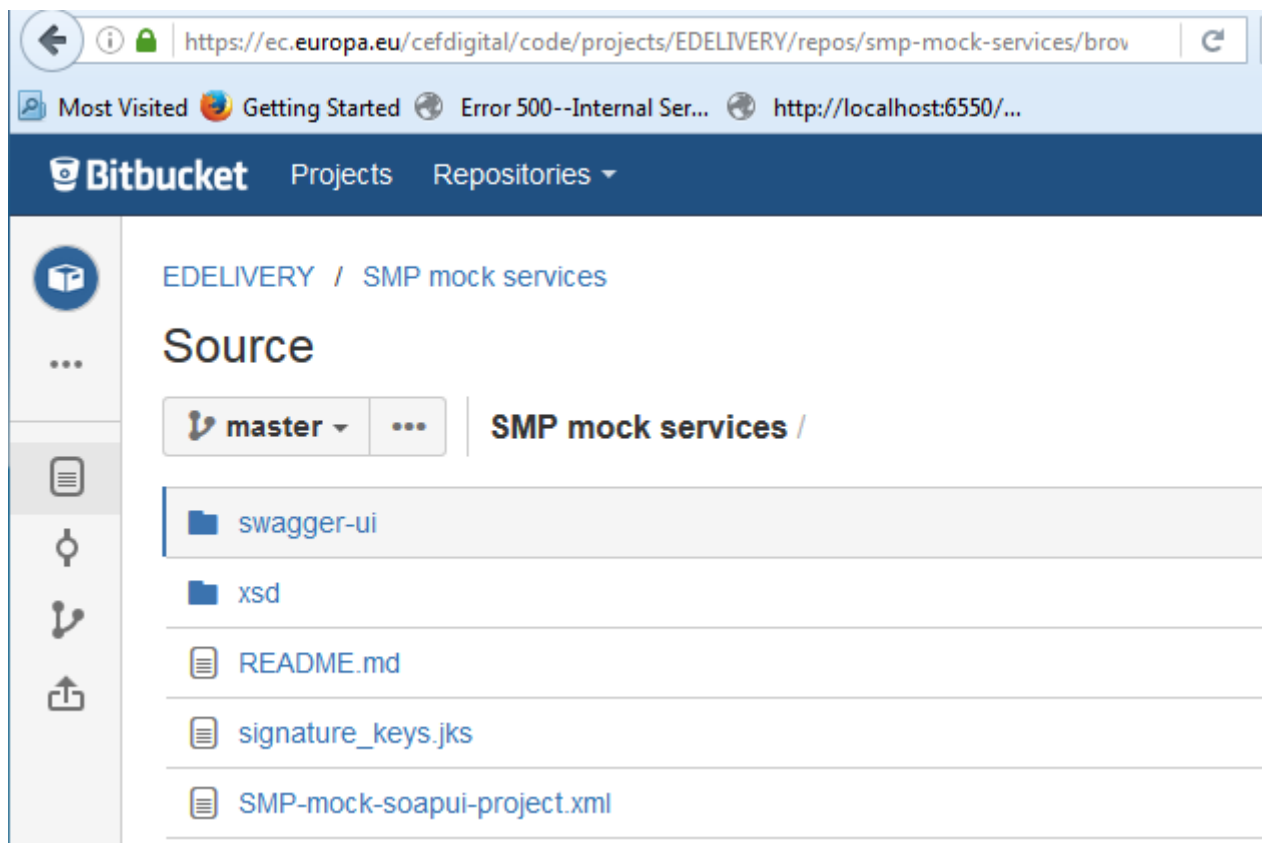 https://ec.europa.eu/cefdigital/code/projects/EDELIVERY/repos/smp-mock-services/brov
Most Visited Getting Started Error 500--Internal Ser... http://localhost:6550/...
Bitbucket Projects Repositories
EDELIVERY / SMP mock services
Source
master SMP mock services /
swagger-ui
xsd
README.md
signature_keys.jks
SMP-mock-soapui-project.xml